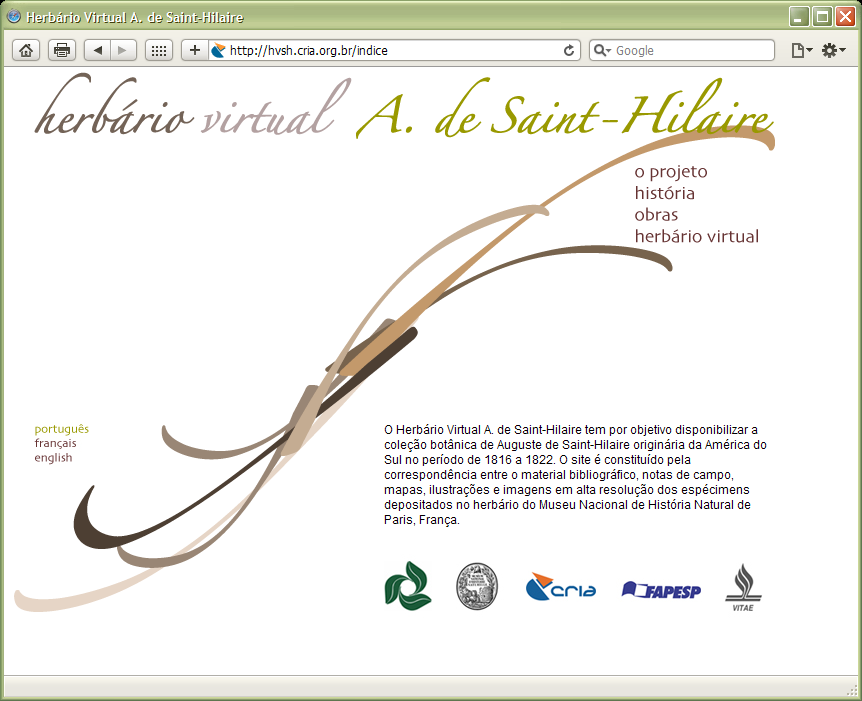 Herbário Virtual A. de Saint-Hilaire
http://hvsh.cria.org.br/indice
Google
herbário virtual A. de Saint-Hilaire
o projeto
história
obras
herbário virtual
português
français
english
O Herbário Virtual A. de Saint-Hilaire tem por objetivo disponibilizar a
coleção botânica de Auguste de Saint-Hilaire originária da América do
Sul no período de 1816 a 1822. O site é constituído pela
correspondência entre o material bibliográfico, notas de campo,
mapas, ilustrações e imagens em alta resolução dos espécimens
depositados no herbário do Museu Nacional de História Natural de
Paris, França.
cria
FAPESP
VITAE